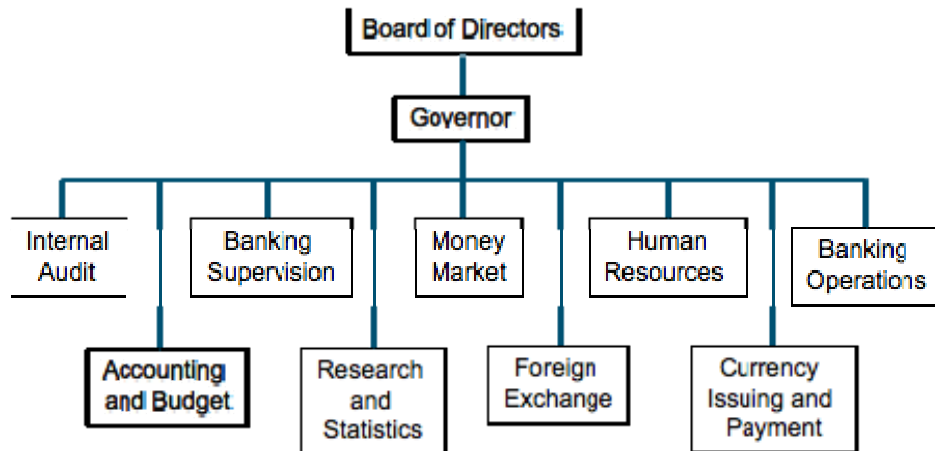 Board of Directors
Governor
Internal
Audit
Banking
Supervision
Money
Market
Human
Resources
Banking
Operations
Accounting
and Budget
Research
and
Statistics
Foreign
Exchange
Currency
Issuing and
Payment